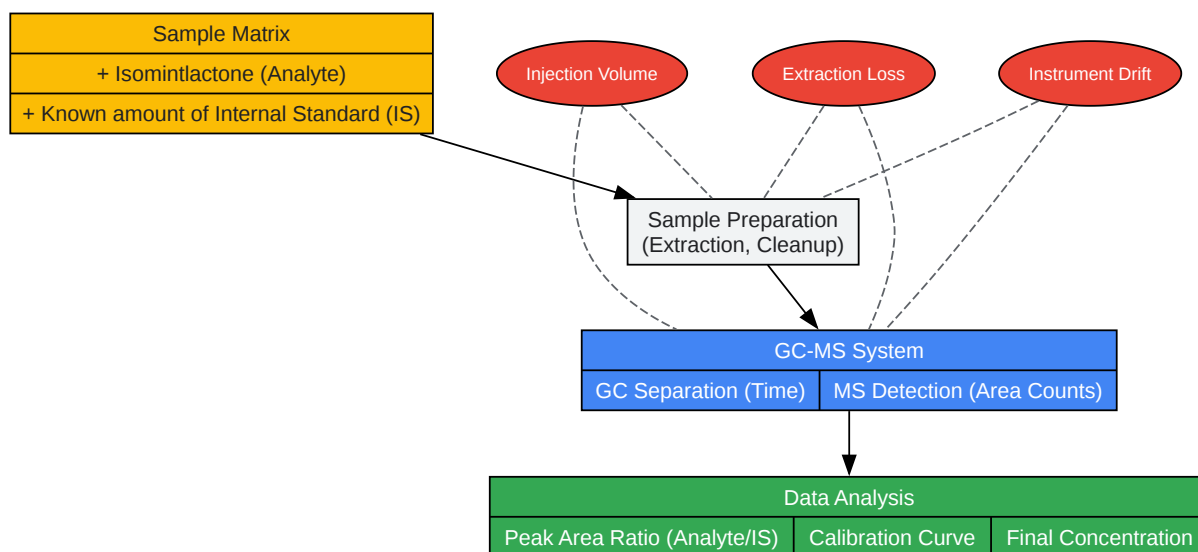 Sample Matrix
+ Isomintlactone (Analyte)
+ Known amount of Internal Standard (IS)
Injection Volume
Extraction Loss
Instrument Drift
Sample Preparation
(Extraction, Cleanup)
GC-MS System
GC Separation (Time)
MS Detection (Area Counts)
Data Analysis
Peak Area Ratio (Analyte/IS)
Calibration Curve
Final Concentration